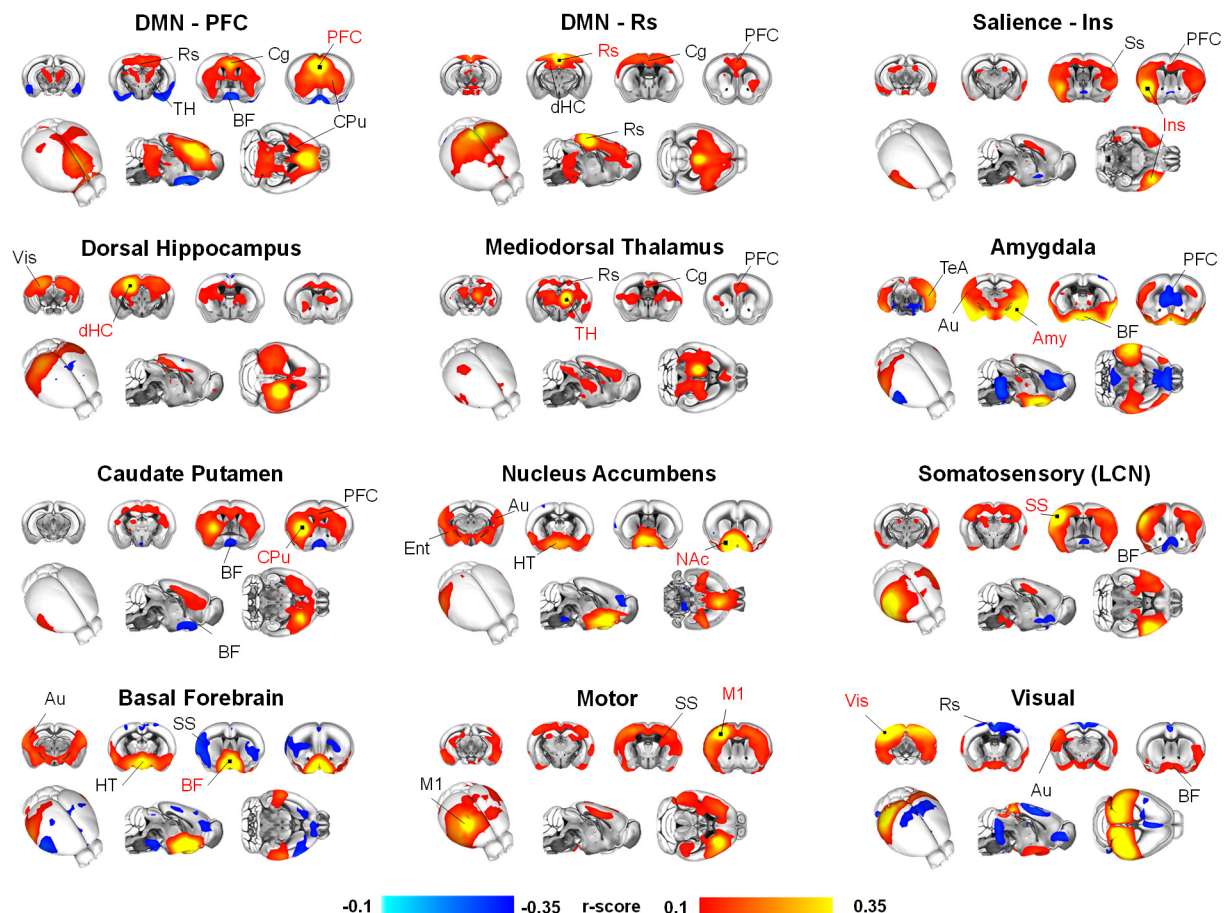 DMN - PFC
Rs
Cg
PFC
TH
BF
CPu
DMN - Rs
Rs
Cg
PFC
dHC
Rs
Salience - Ins
Ss
PFC
Ins
Dorsal Hippocampus
Vis
dHC
Mediodorsal Thalamus
Rs
Cg
PFC
TH
Amygdala
TeA
PFC
Au
Amy
BF
Caudate Putamen
PFC
BF
CPu
BF
Nucleus Accumbens
Au
Ent
HT
NAc
Somatosensory (LCN)
SS
BF
Basal Forebrain
Au
SS
HT
BF
Motor
SS
M1
M1
Visual
Vis
Rs
Au
BF
-0.1 -0.35 r-score 0.1 0.35